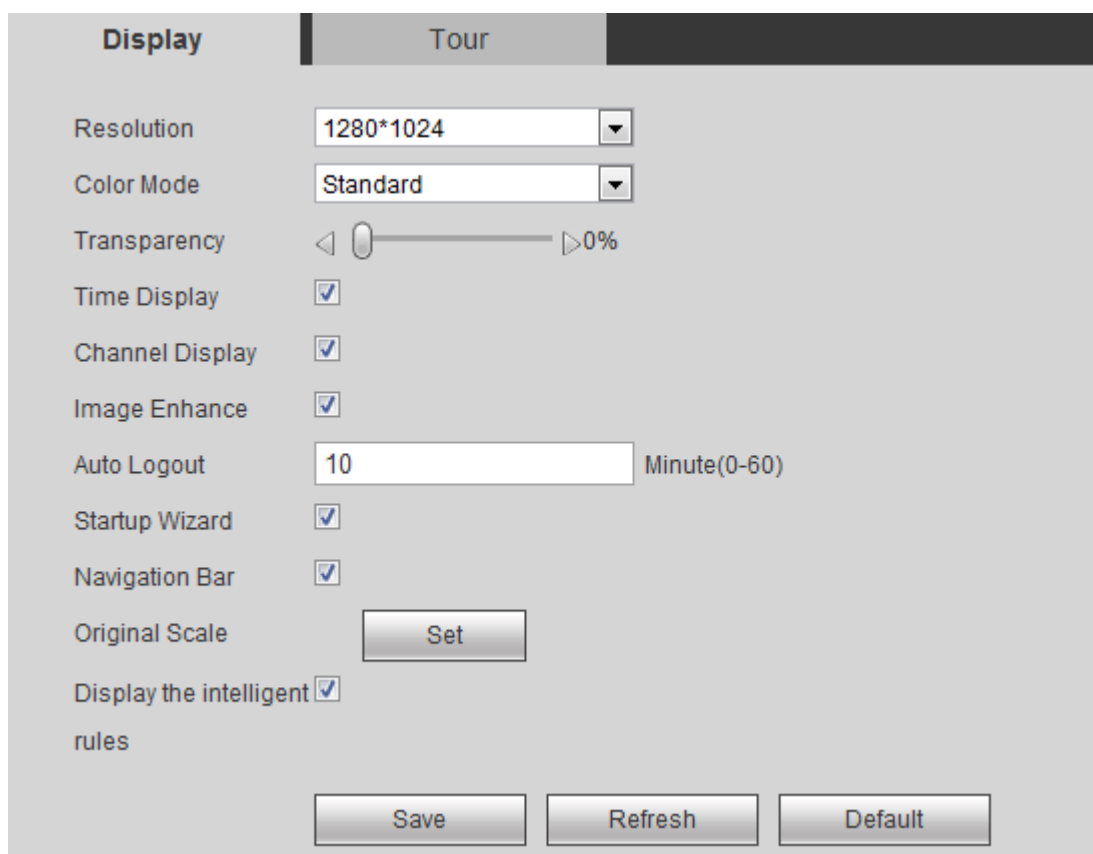 Display Tour
Resolution 1280*1024
Color Mode Standard
Transparency 0%
Time Display
Channel Display
Image Enhance
Auto Logout 10 Minute(0-60)
Startup Wizard
Navigation Bar
Original Scale Set
Display the intelligent
rules
Save Refresh Default